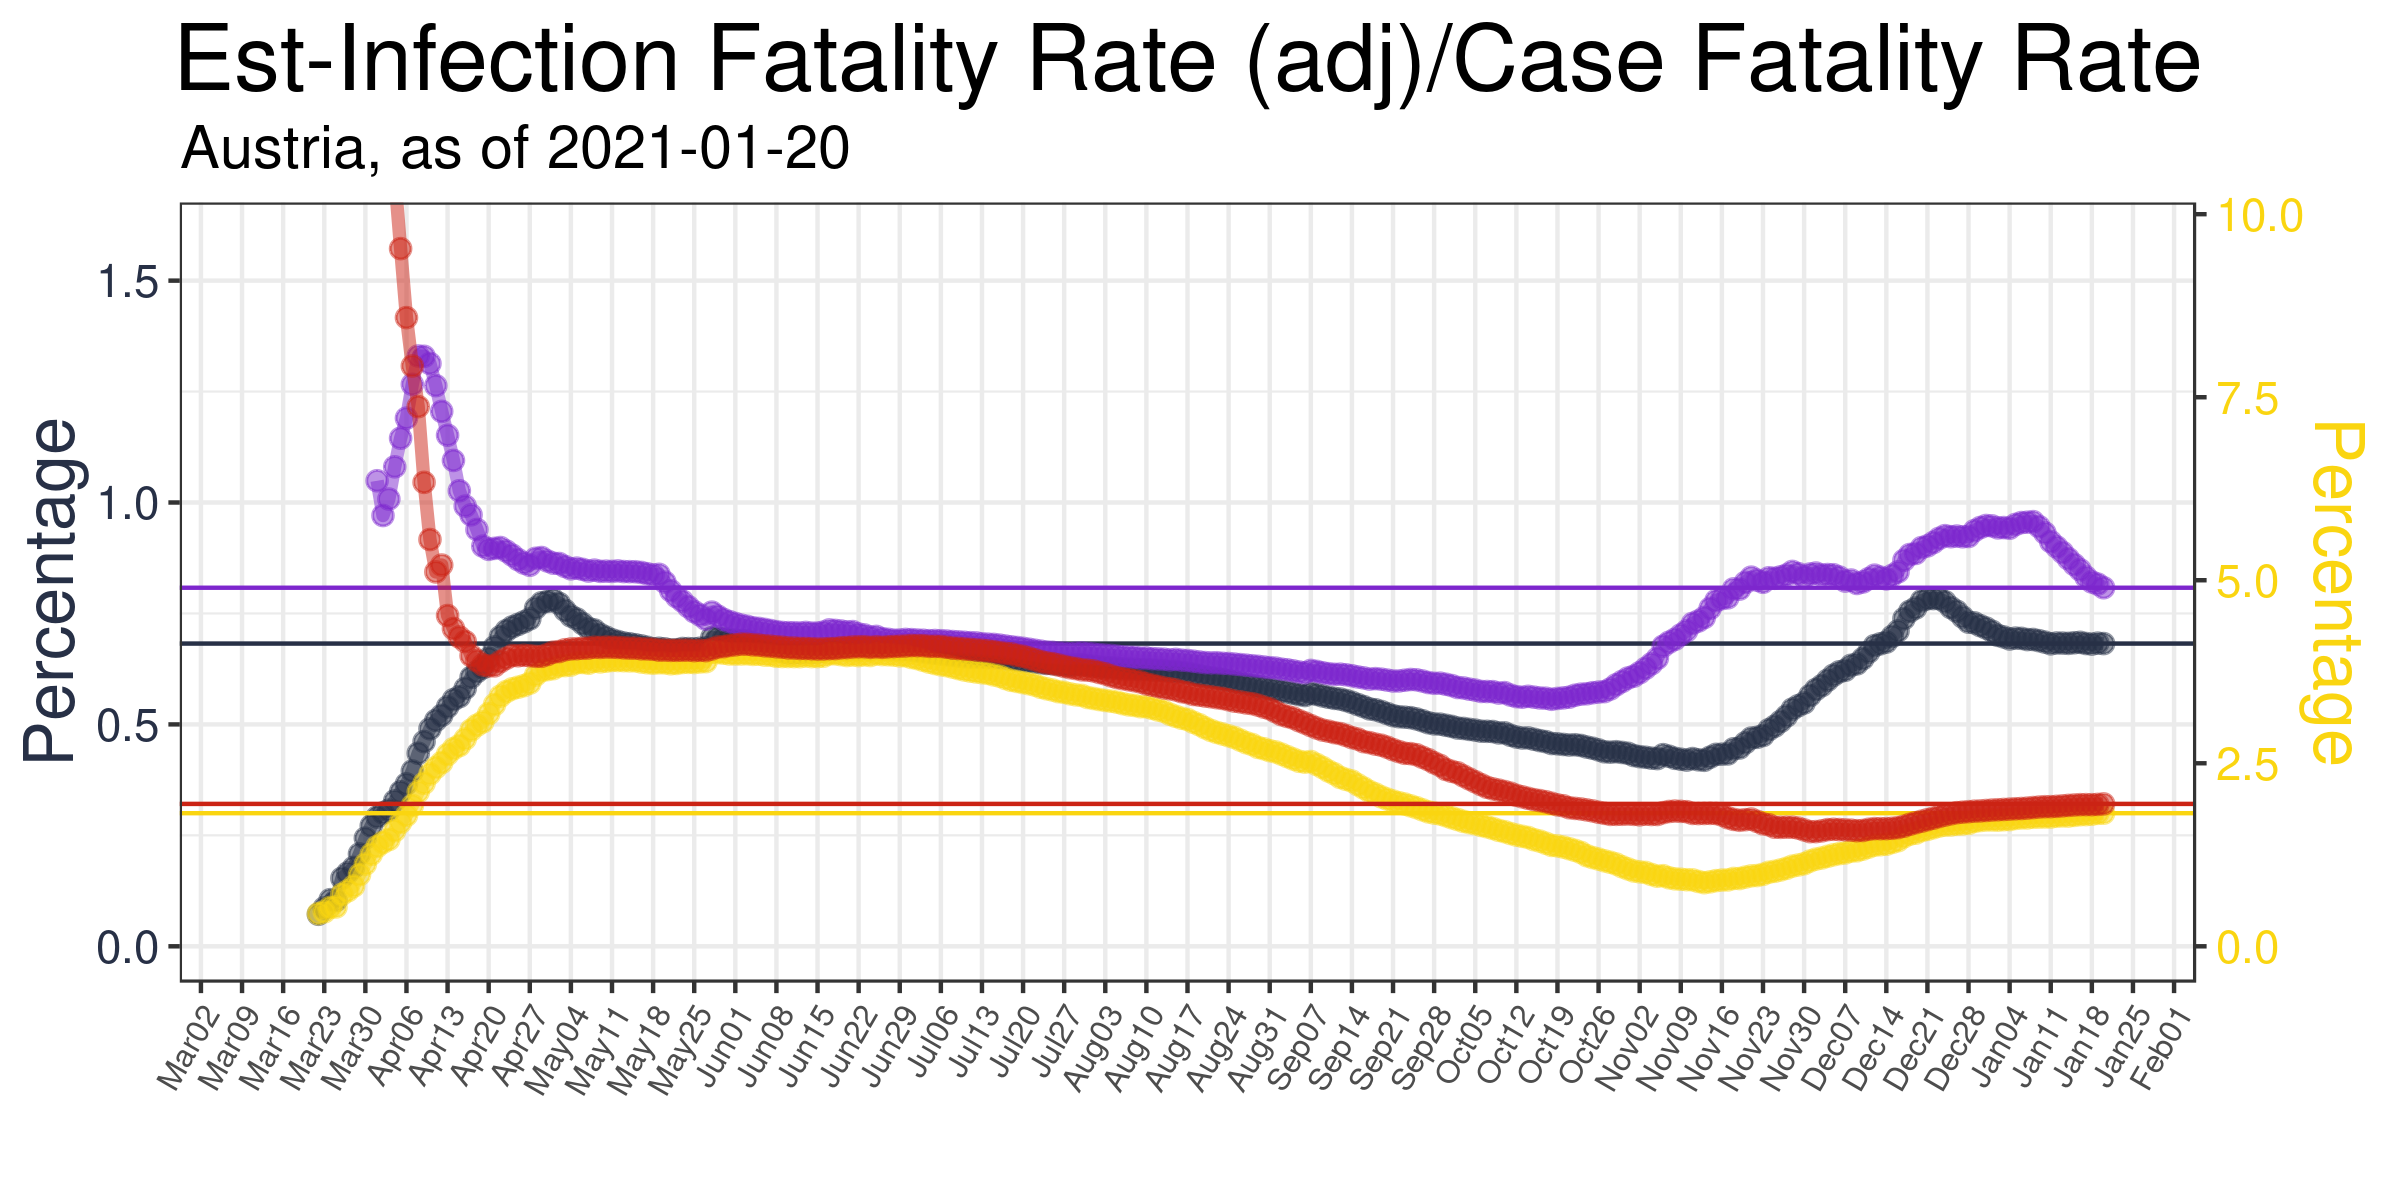 Est-Infection Fatality Rate (adj)/Case Fatality Rate
Austria, as of 2021-01-20
Percentage
1.5
1.0
0.5
0.0
10.0
7.5
5.0
2.5
0.0
Percentage
Mar02 Mar09 Mar16 Mar23 Mar30 Apr06 Apr13 Apr20 Apr27 May04 May11 May18 May25 Jun01 Jun08 Jun15 Jun22 Jun29 Jul06 Jul13 Jul20 Jul27 Aug03 Aug10 Aug17 Aug24 Aug31 Sep07 Sep14 Sep21 Sep28 Oct05 Oct12 Oct19 Oct26 Nov02 Nov09 Nov16 Nov23 Nov30 Dec07 Dec14 Dec21 Dec28 Jan04 Jan11 Jan18 Jan25 Feb01